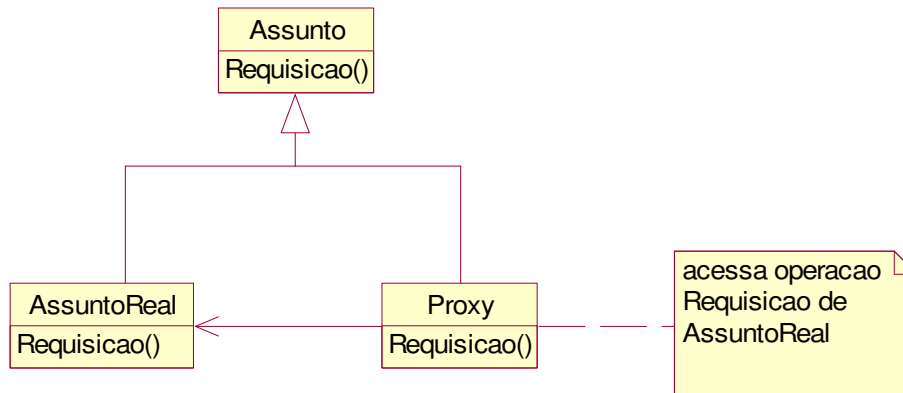 Assunto
Requisicao()
AssuntoReal
Requisicao()
Proxy
Requisicao()
acessa operacao
Requisicao de
AssuntoReal